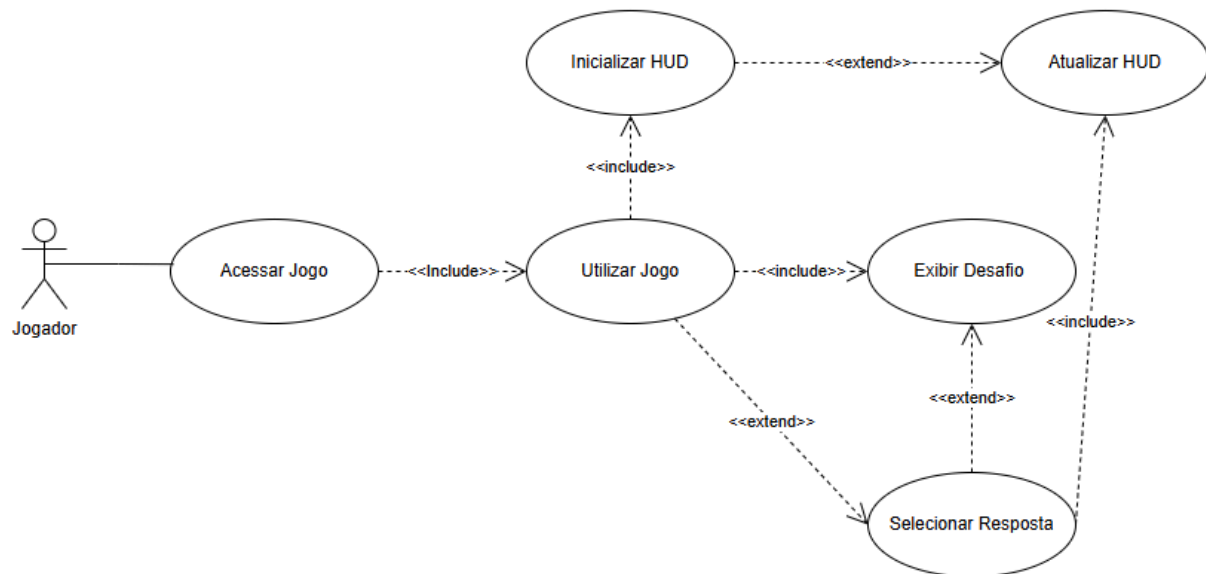 Inicializar HUD
<<extend>>
Atualizar HUD
<<include>>
Acessar Jogo
<<Include>>
Utilizar Jogo
<<include>>
Exibir Desafio
Jogador
<<include>>
<<extend>>
<<extend>>
Selecionar Resposta